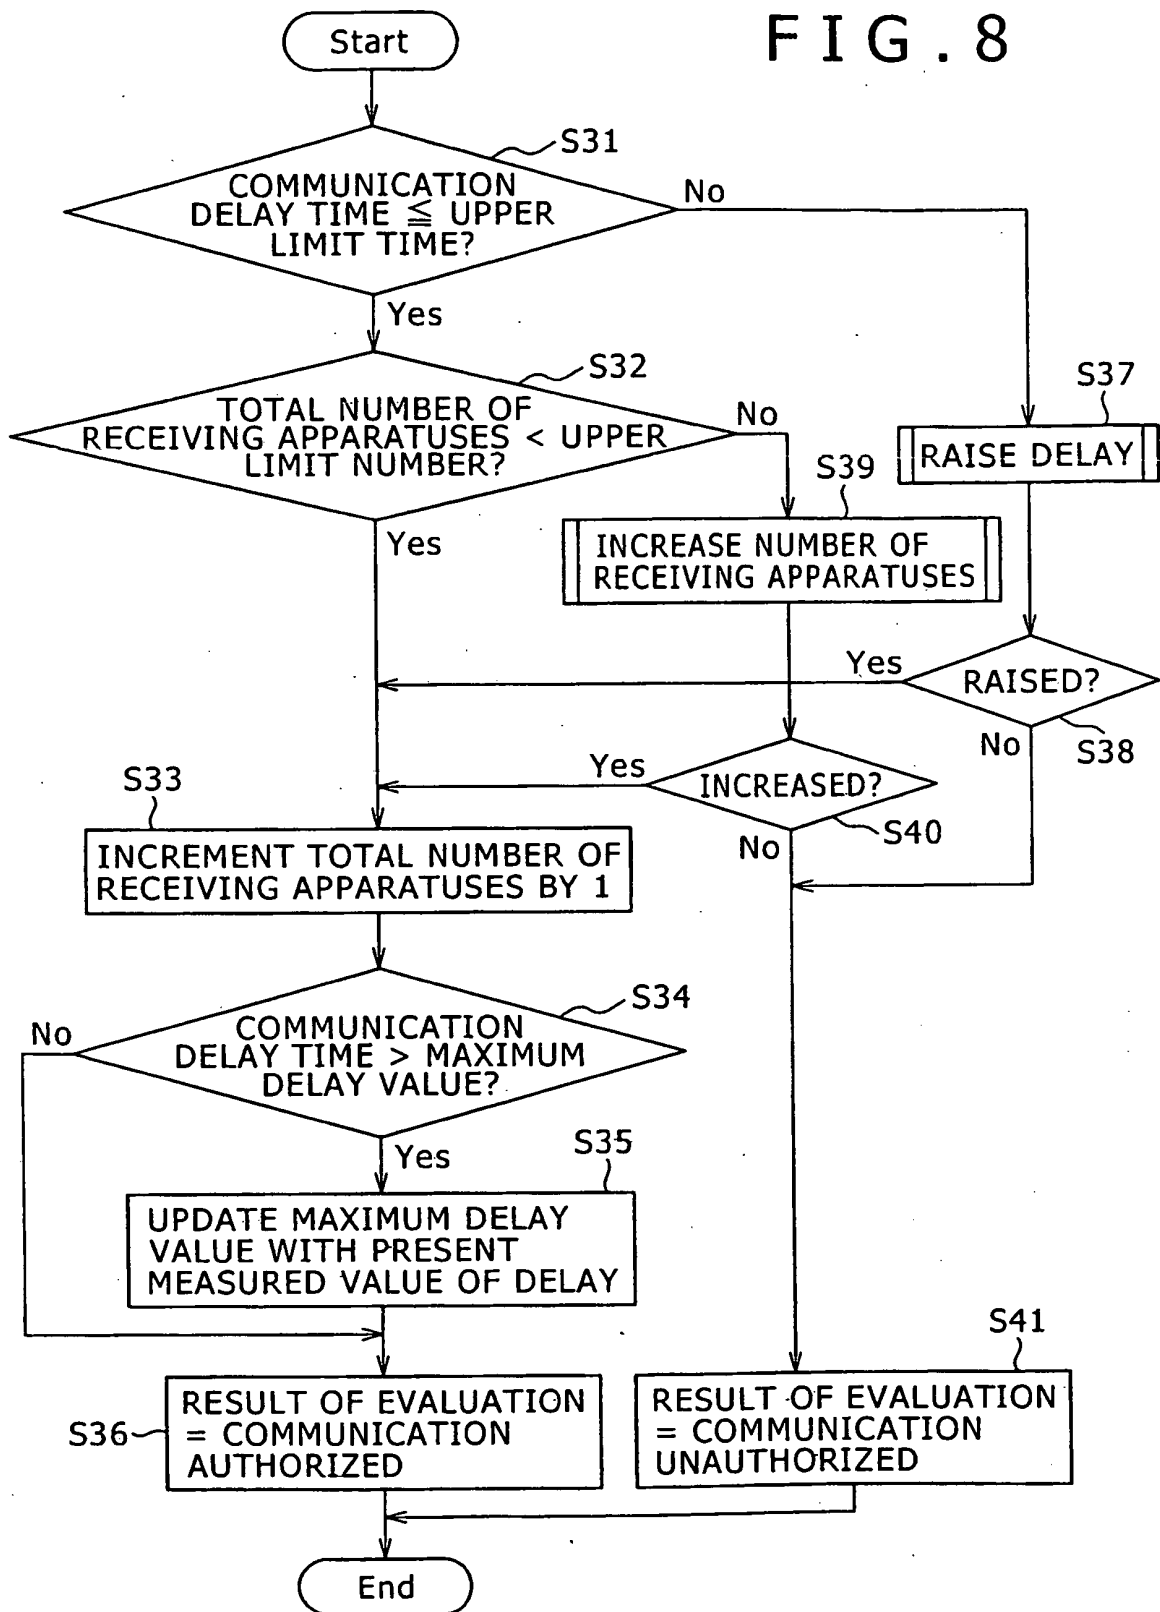 FIG.8
Start
S31
COMMUNICATION
DELAY TIME ≦ UPPER
LIMIT TIME?
No
Yes
S32
TOTAL NUMBER OF
RECEIVING APPARATUSES < UPPER
LIMIT NUMBER?
No
Yes
S37
RAISE DELAY
S39
INCREASE NUMBER OF
RECEIVING APPARATUSES
Yes
RAISED?
No
S38
Yes
INCREASED?
No
S40
S33
INCREMENT TOTAL NUMBER OF
RECEIVING APPARATUSES BY 1
S34
No
COMMUNICATION
DELAY TIME > MAXIMUM
DELAY VALUE?
Yes
S35
UPDATE MAXIMUM DELAY
VALUE WITH PRESENT
MEASURED VALUE OF DELAY
S36
RESULT OF EVALUATION
= COMMUNICATION
AUTHORIZED
S41
RESULT OF EVALUATION
= COMMUNICATION
UNAUTHORIZED
End